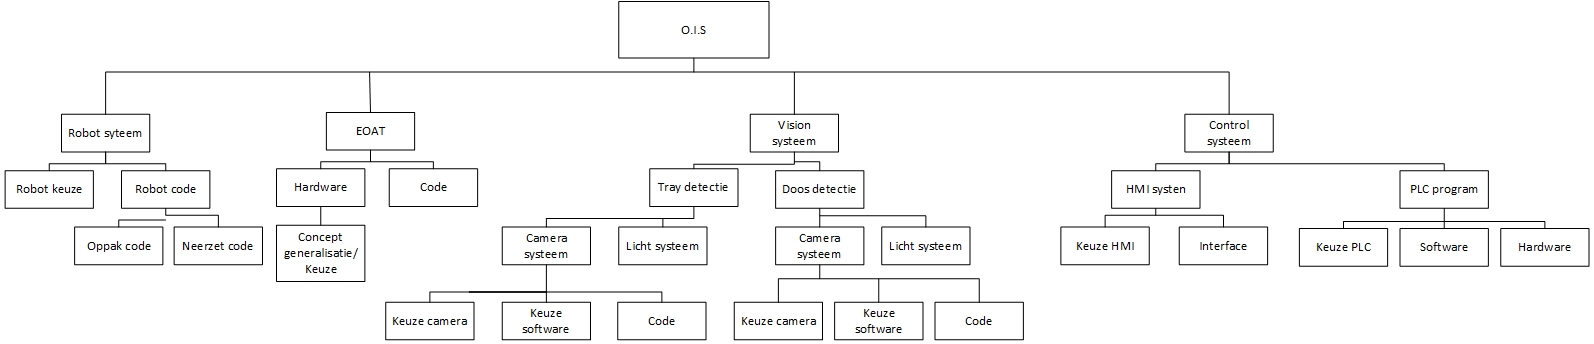 O.I.S
Robot syteem
EOAT
Vision
systeem
Control
systeem
Robot keuze
Robot code
Hardware
Code
Tray detectie
Doos detectie
HMI systen
PLC program
Oppak code
Neerzet code
Concept
generalisatie/
Keuze
Camera
systeem
Licht systeem
Camera
systeem
Licht systeem
Keuze HMI
Interface
Keuze PLC
Software
Hardware
Keuze camera
Keuze
software
Code
Keuze camera
Keuze
software
Code